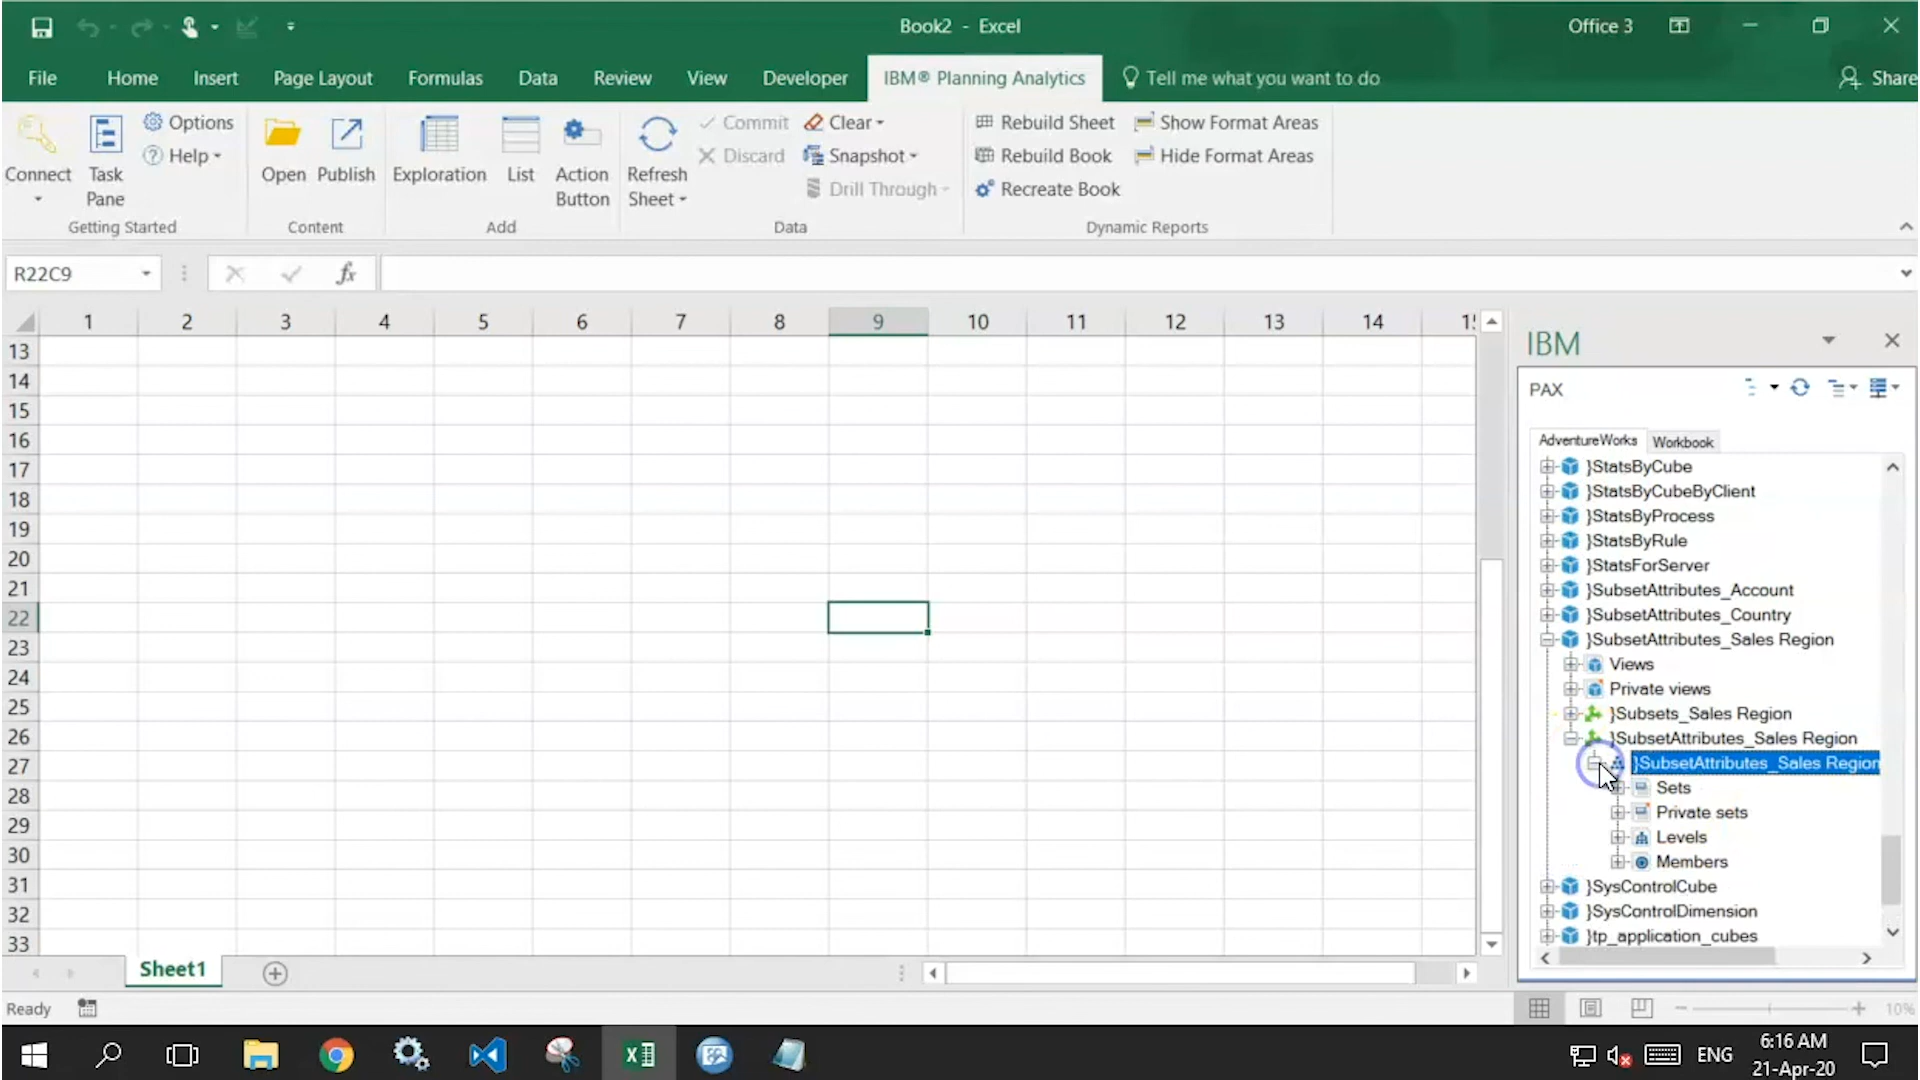 Book2 - Excel
Office 3
File Home Insert Page Layout Formulas Data Review View Developer IBM® Planning Analytics Tell me what you want to do Share
Connect
Task
Pane
Options
Help
Getting Started
Open Publish
Content
Exploration List
Action
Button
Add
Refresh
Sheet
Commit Clear
Discard Snapshot
Drill Through
Data
Rebuild Sheet Show Format Areas
Rebuild Book Hide Format Areas
Recreate Book
Dynamic Reports
R22C9
fx
1 2 3 4 5 6 7 8 9 10 11 12 13 14
13
14
15
16
17
18
19
20
21
22
23
24
25
26
27
28
29
30
31
32
33
IBM
PAX
AdventureWorks Workbook
}StatsByCube
}StatsByCubeByClient
}StatsByProcess
}StatsByRule
}StatsForServer
}SubsetAttributes_Account
}SubsetAttributes_Country
}SubsetAttributes_Sales Region
Views
Private views
}Subsets_Sales Region
}SubsetAttributes_Sales Region
}SubsetAttributes_Sales Region
Sets
Private sets
Levels
Members
}SysControlCube
}SysControlDimension
}tp_application_cubes
Sheet1
Ready
10%
ENG
6:16 AM
21-Apr-20